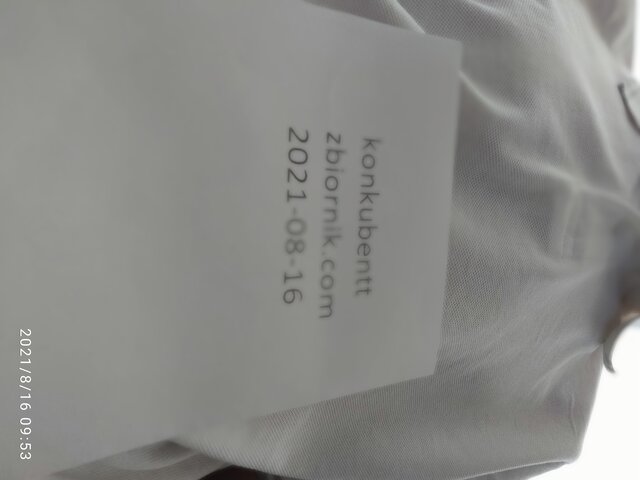 konkubentt
zbiornik.com
2021-08-16
2021/8/16 09:53